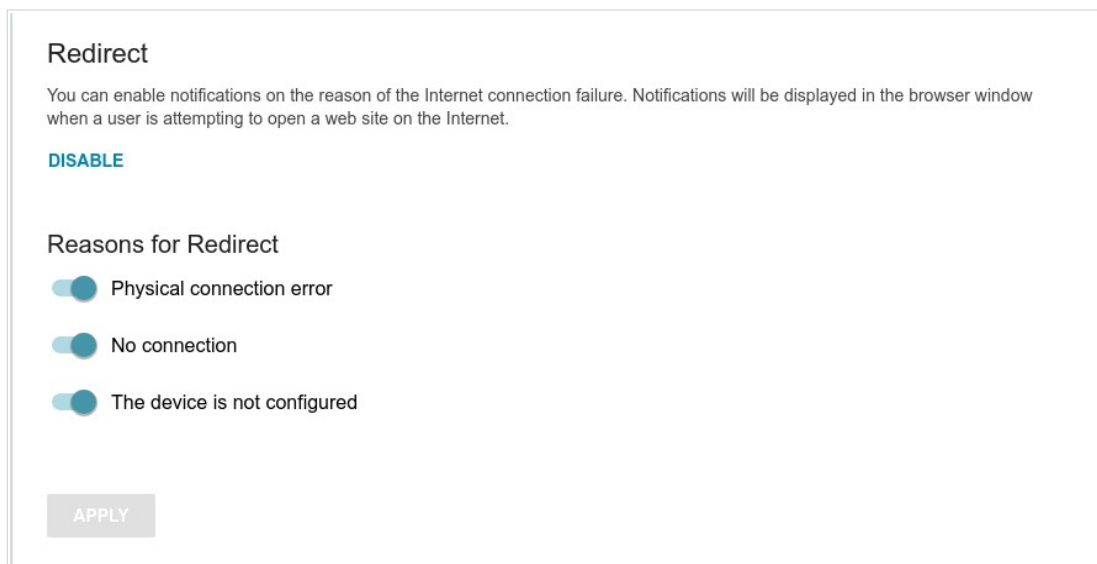 Redirect
You can enable notifications on the reason of the Internet connection failure. Notifications will be displayed in the browser window
when a user is attempting to open a web site on the Internet.
DISABLE
Reasons for Redirect
Physical connection error
No connection
The device is not configured
APPLY